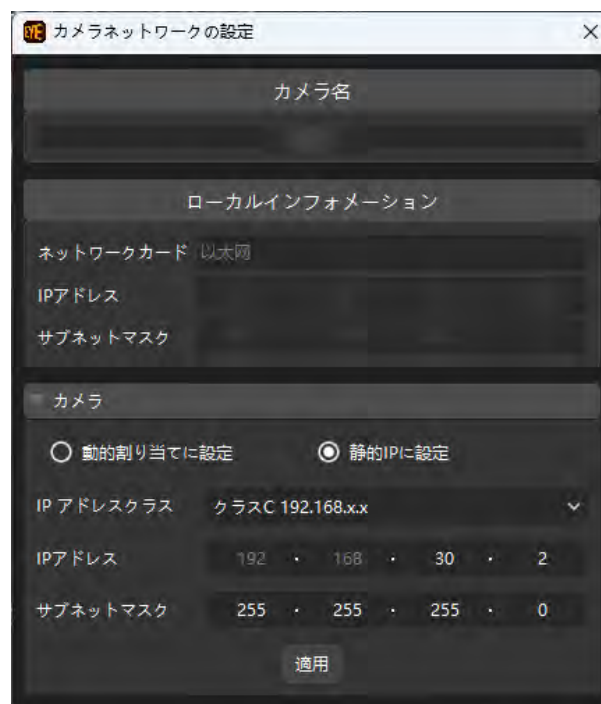 EYE カメラネットワークの設定
カメラ名
ローカルインフォメーション
ネットワークカード 以太网
IPアドレス
サブネットマスク
カメラ
動的割り当てに設定 静的IPに設定
IP アドレスクラス クラスC 192.168.x.x
IPアドレス 192 · 168 · 30 · 2
サブネットマスク 255 · 255 · 255 · 0
適用